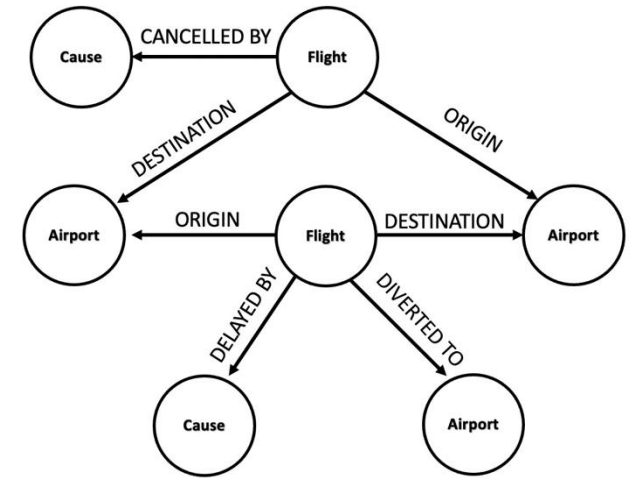 CANCELLED BY
Cause
Flight
DESTINATION
ORIGIN
Airport
ORIGIN
Flight
DESTINATION
Airport
DELAYED BY
DIVERTED TO
Cause
Airport